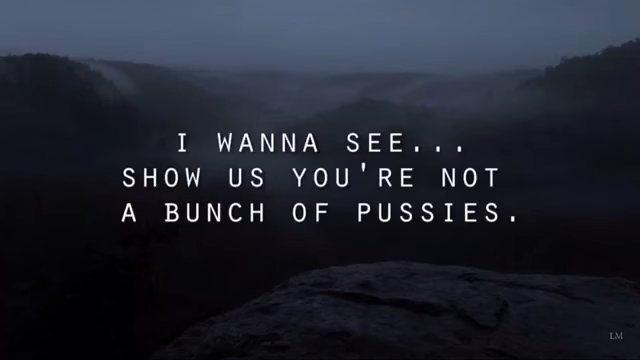 I WANNA SEE...
SHOW US YOU'RE NOT
A BUNCH OF PUSSIES.
LM